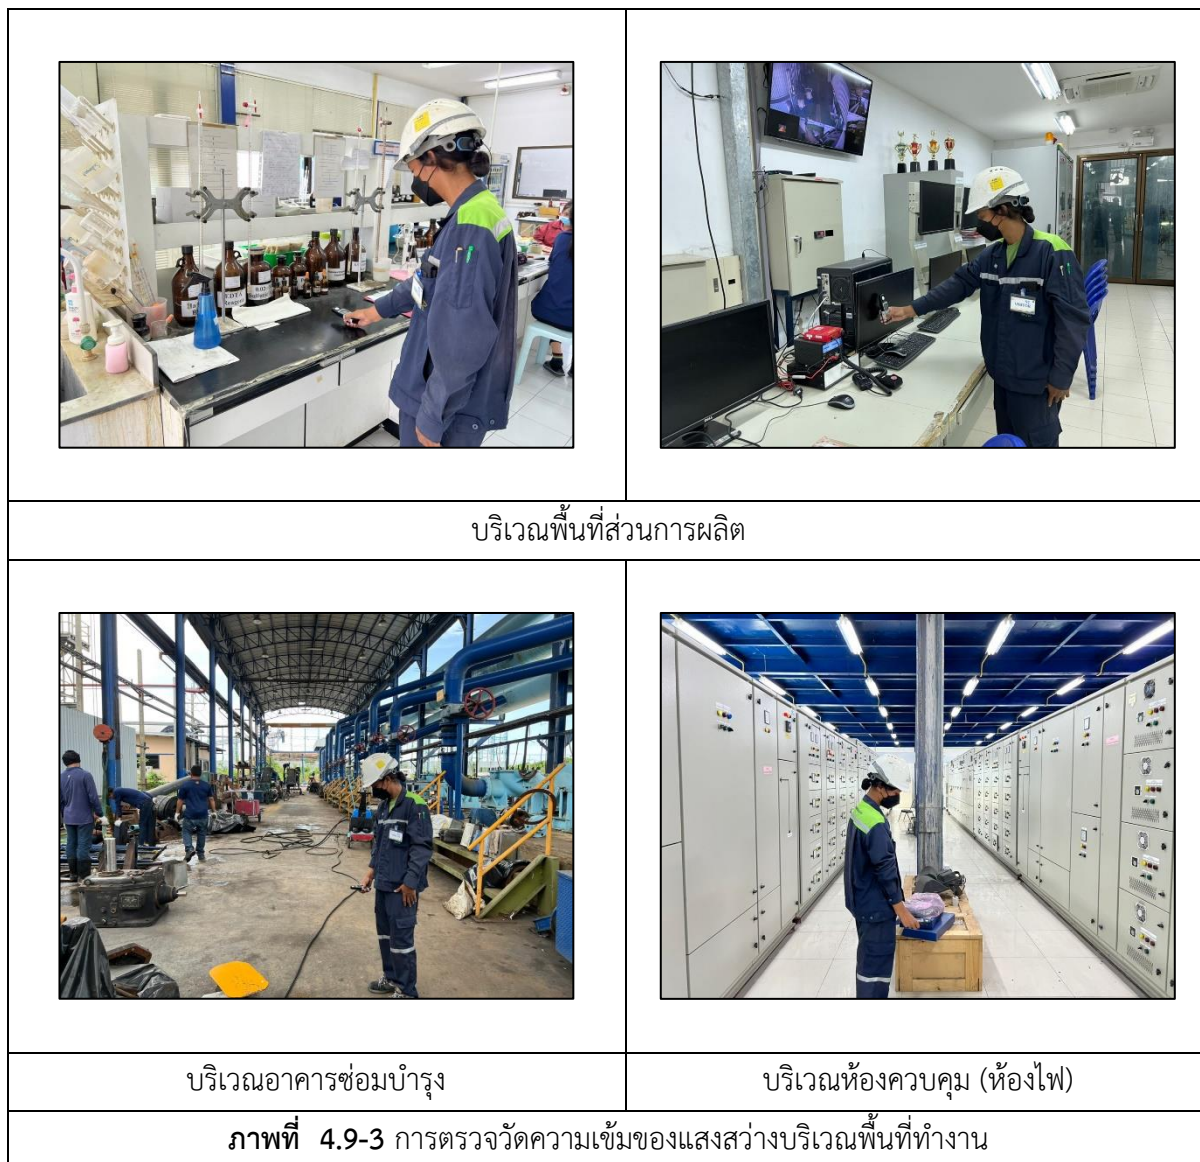 EDTA
Reagent
บริเวณพื้นที่ส่วนการผลิต
บริเวณอาคารซ่อมบำรุง
บริเวณห้องควบคุม (ห้องไฟ)
ภาพที่ 4.9-3 การตรวจวัดความเข้มของแสงสว่างบริเวณพื้นที่ทำงาน